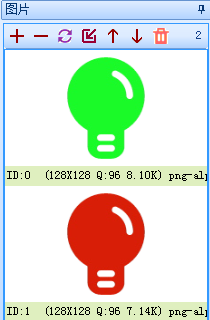 图片
2
ID:0 (128X128 Q:96 8.10K) png-alp
ID:1 (128X128 Q:96 7.14K) png-alp